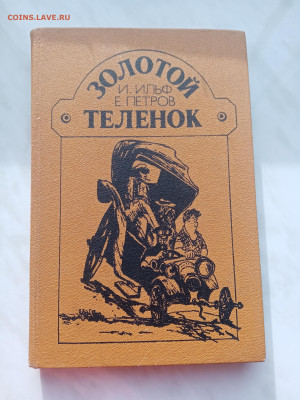 COINS.LAVE.RU
ЗОЛОТОЙ
И. ИЛЬФ
Е. ПЕТРОВ
ТЕЛЕНОК